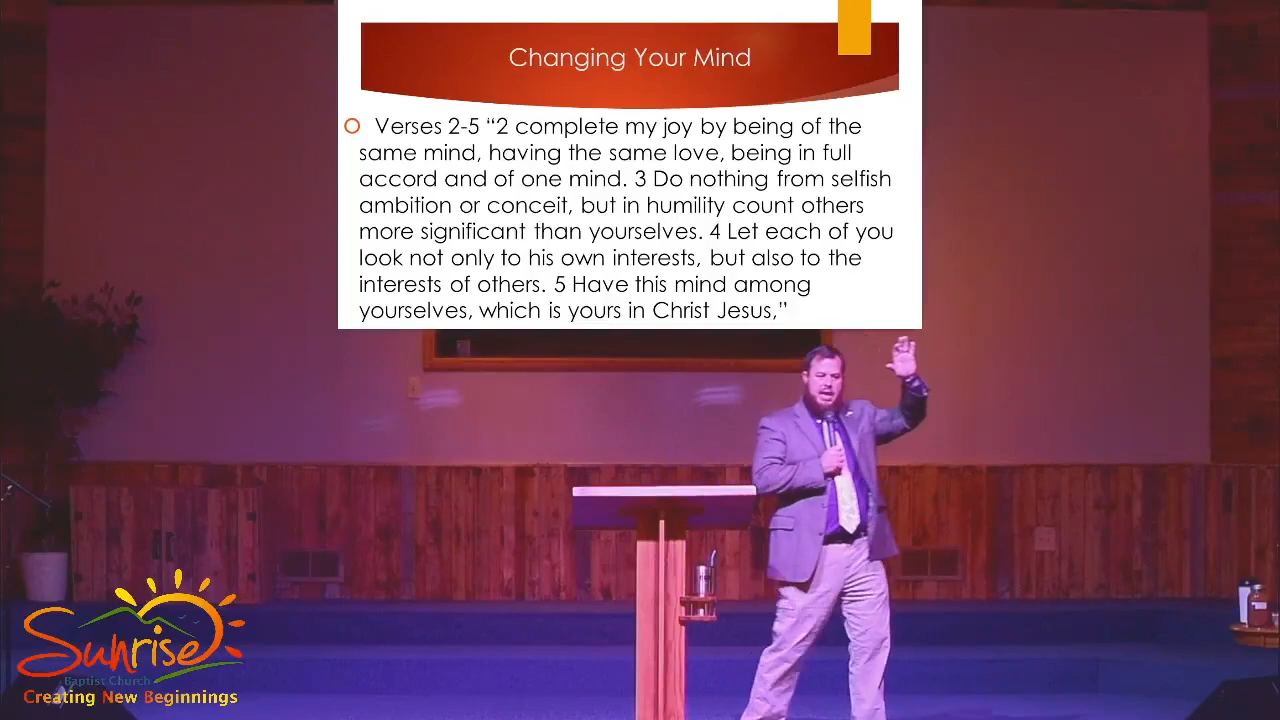 Changing Your Mind
Verses 2-5 “2 complete my joy by being of the
same mind, having the same love, being in full
accord and of one mind. 3 Do nothing from selfish
ambition or conceit, but in humility count others
more significant than yourselves. 4 Let each of you
look not only to his own interests, but also to the
interests of others. 5 Have this mind among
yourselves, which is yours in Christ Jesus,”
Sunrise
Baptist Church
Creating New Beginnings